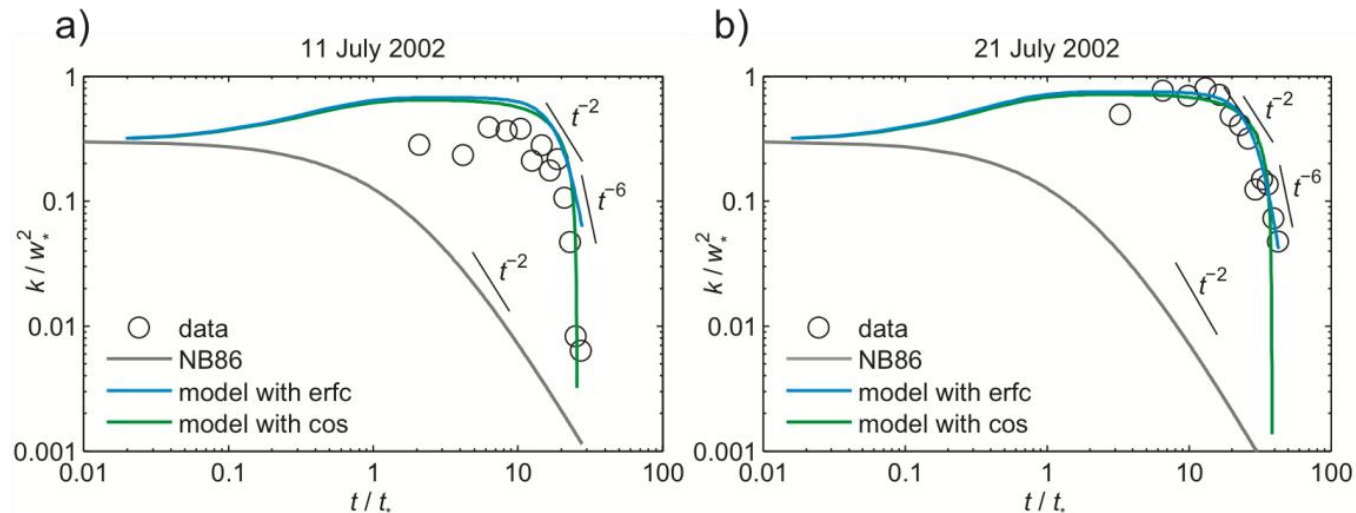 a)
11 July 2002
k / w*²
1
0.1
0.01
0.001
t⁻²
t⁻⁶
t⁻²
data
NB86
model with erfc
model with cos
0.01 0.1 1 10 100
t / t*
b)
21 July 2002
k / w*²
1
0.1
0.01
0.001
t⁻²
t⁻⁶
t⁻²
data
NB86
model with erfc
model with cos
0.01 0.1 1 10 100
t / t*